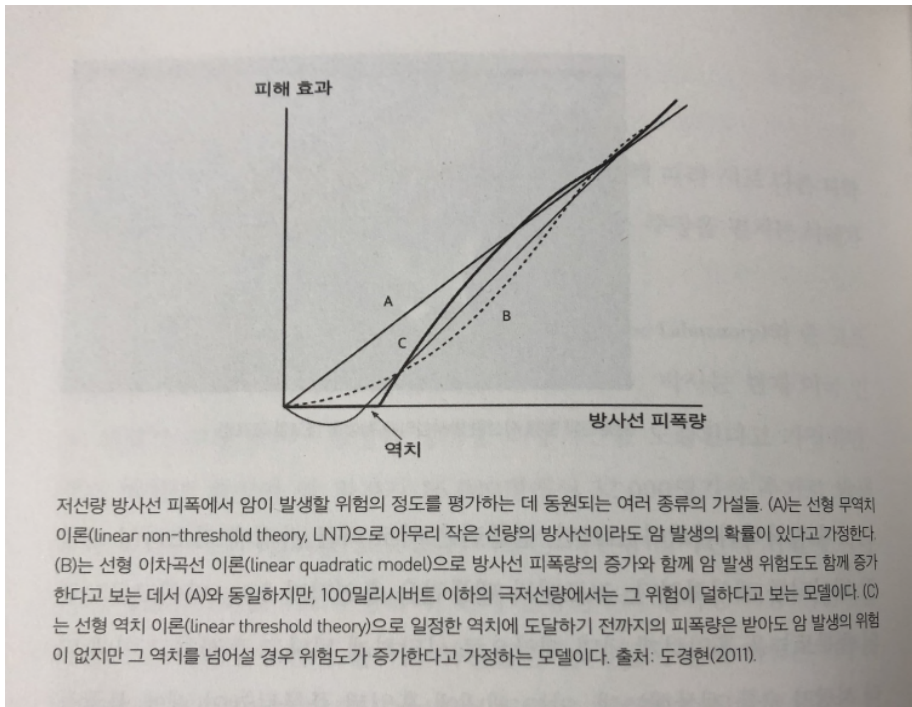 피해 효과
A
B
C
방사선 피폭량
역치
저선량 방사선 피폭에서 암이 발생할 위험의 정도를 평가하는 데 동원되는 여러 종류의 가설들. (A)는 선형 무역치
이론(linear non-threshold theory, LNT)으로 아무리 작은 선량의 방사선이라도 암 발생의 확률이 있다고 가정한다.
(B)는 선형 이차곡선 이론(linear quadratic model)으로 방사선 피폭량의 증가와 함께 암 발생 위험도도 함께 증가
한다고 보는 데서 (A)와 동일하지만, 100밀리시버트 이하의 극저선량에서는 그 위험이 덜하다고 보는 모델이다. (C)
는 선형 역치 이론(linear threshold theory)으로 일정한 역치에 도달하기 전까지의 피폭량은 받아도 암 발생의 위험
이 없지만 그 역치를 넘어설 경우 위험도가 증가한다고 가정하는 모델이다. 출처: 도경현(2011).